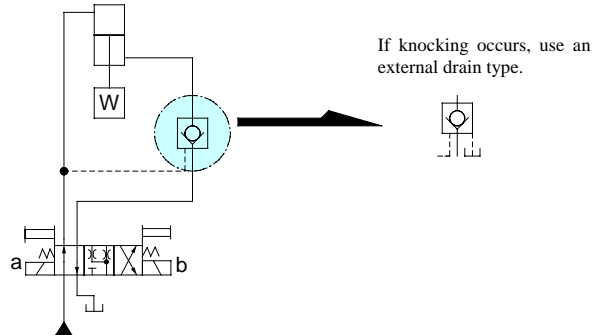 If knocking occurs, use an
external drain type.
W
a
b